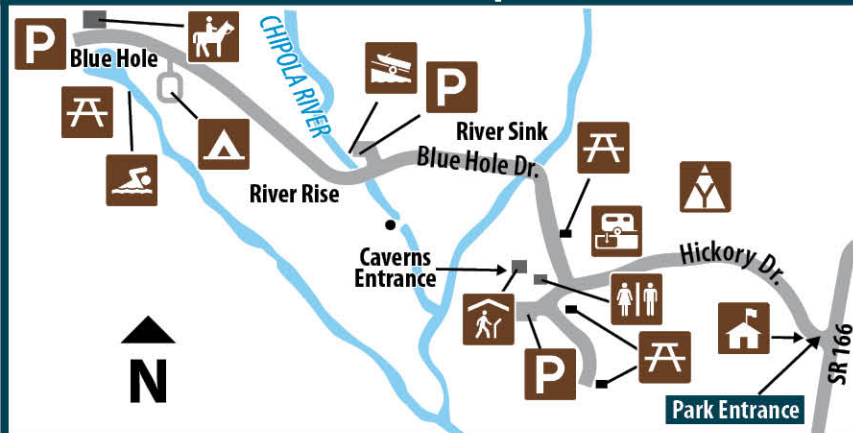 P
Blue Hole
CHIPOLA RIVER
P
River Sink
Blue Hole Dr.
River Rise
Caverns
Entrance
Hickory Dr.
N
P
SR 166
Park Entrance